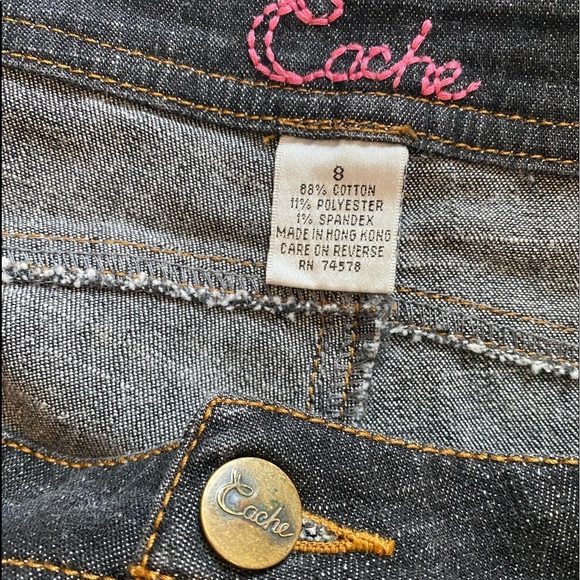 Cache
8
88% COTTON
11% POLYESTER
1% SPANDEX
MADE IN HONG KONG
CARE ON REVERSE
RN 74578
Cache